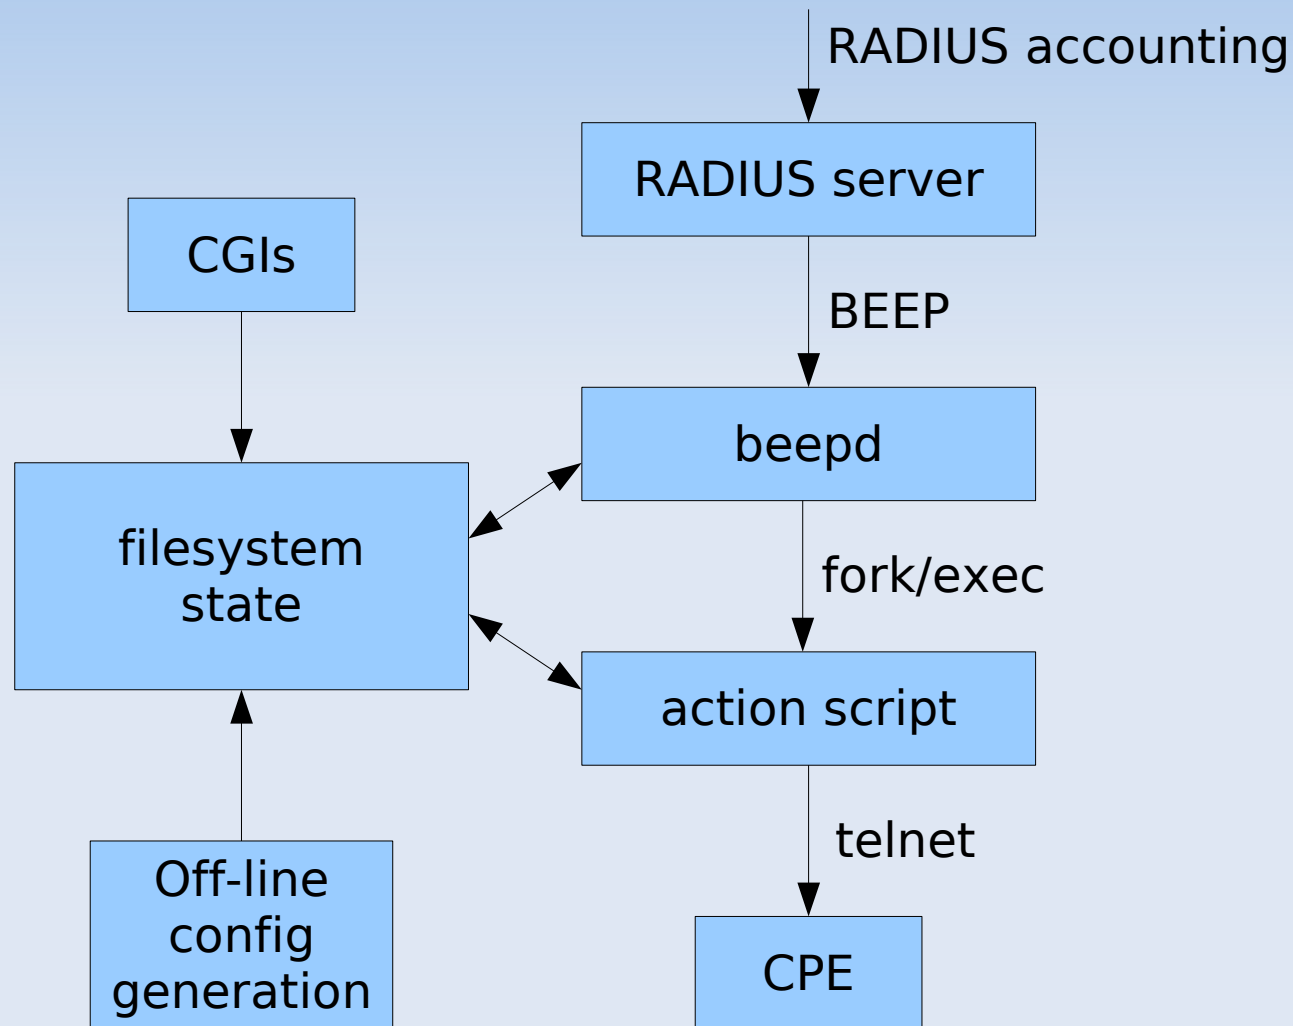 RADIUS accounting
RADIUS server
CGIs
BEEP
beepd
filesystem
state
fork/exec
action script
telnet
Off-line
config
generation
CPE